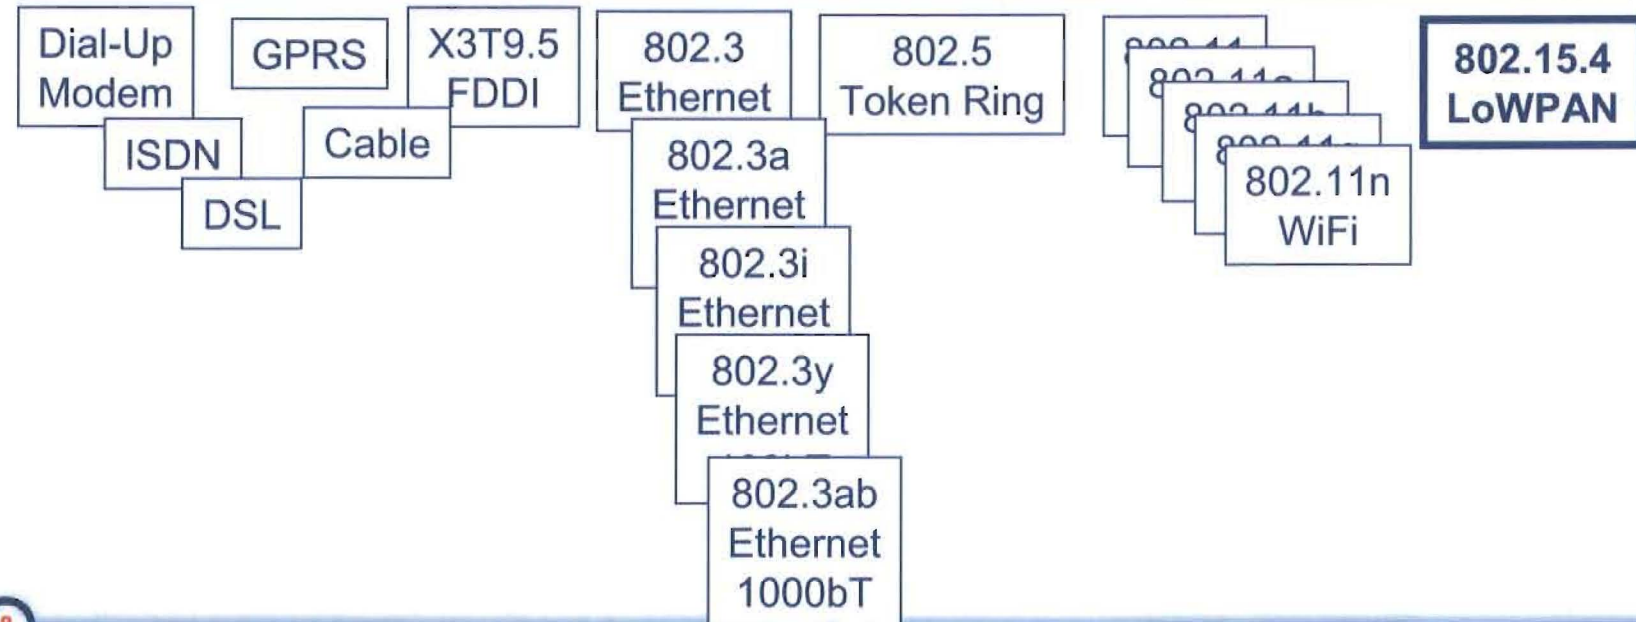 Dial-Up
Modem
GPRS
X3T9.5
FDDI
ISDN
Cable
DSL
802.3
Ethernet
802.3a
Ethernet
802.3i
Ethernet
802.3y
Ethernet
802.3ab
Ethernet
1000bT
802.5
Token Ring
802.11n
WiFi
802.15.4
LoWPAN